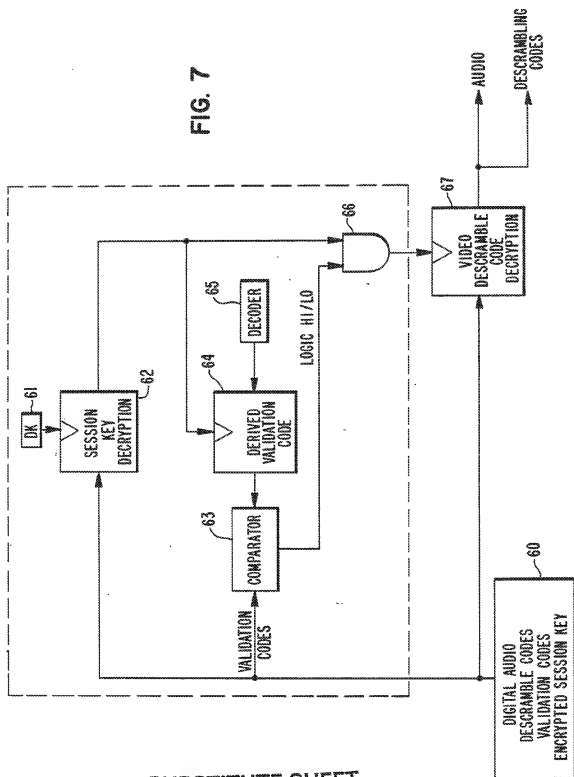 FIG. 7
61
DK
62
SESSION
KEY
DECRYPTION
65
DECODER
64
DERIVED
VALIDATION
CODE
63
COMPARATOR
VALIDATION
CODES
LOGIC HI/LO
66
67
VIDEO
DESCRAMBLE
CODE
DECRYPTION
AUDIO
DESCRAMBLING
CODES
60
DIGITAL AUDIO
DESCRAMBLE CODES
VALIDATION CODES
ENCRYPTED SESSION KEY